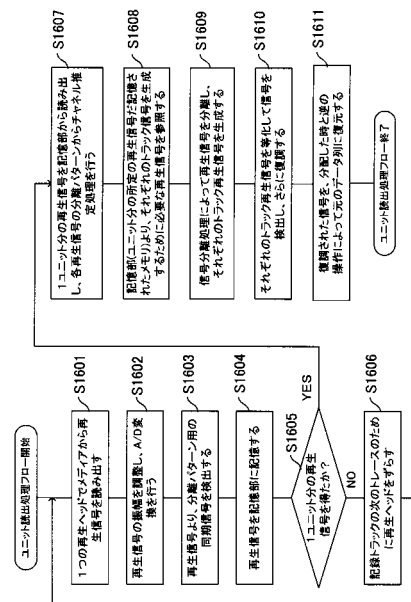 ユニット読出処理フロー開始
S1601
1つの再生ヘッドでメディアから再
生信号を読み出す
S1602
再生信号の振幅を調整し、A/D変
換を行う
S1603
再生信号より、分離パターン用の
同期信号を検出する
S1604
再生信号を記憶部に記憶する
S1605
1ユニット分の再生
信号を得たか?
YES
NO
S1606
記録トラックの次のトレースのため
に再生ヘッドをずらす
S1607
1ユニット分の再生信号を記憶部から読み出
し、各再生信号の分離パターンからチャネル推
定処理を行う
S1608
記憶部(ユニット分の所定の再生信号だ記憶さ
れたメモリ)より、それぞれのトラック信号を生成
するために必要な再生信号を参照する
S1609
信号分離処理によって再生信号を分離し、
それぞれのトラック再生信号を生成する
S1610
それぞれのトラック再生信号を等化して信号を
検出し、さらに復調する
S1611
復調された信号を、分配した時と逆の
操作によって元のデータ列に復元する
ユニット読出処理フロー終了